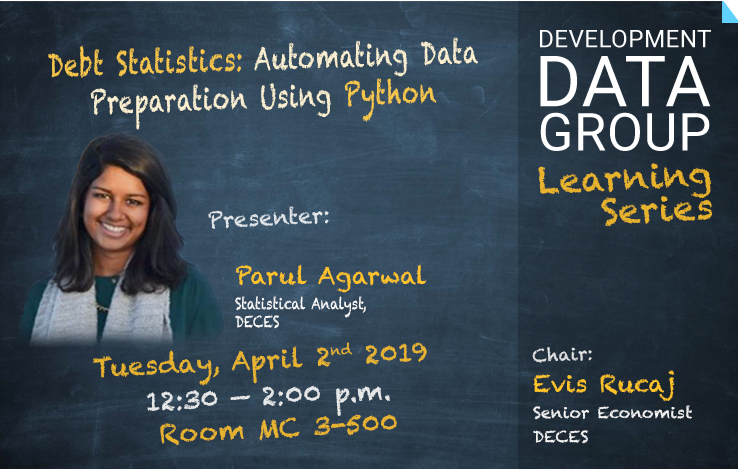 Debt Statistics: Automating Data
Preparation Using Python
Presenter:
Parul Agarwal
Statistical Analyst,
DECES
Tuesday, April 2nd 2019
12:30 – 2:00 p.m.
Room MC 3-500
DEVELOPMENT
DATA
GROUP
Learning
Series
Chair:
Evis Rucaj
Senior Economist
DECES